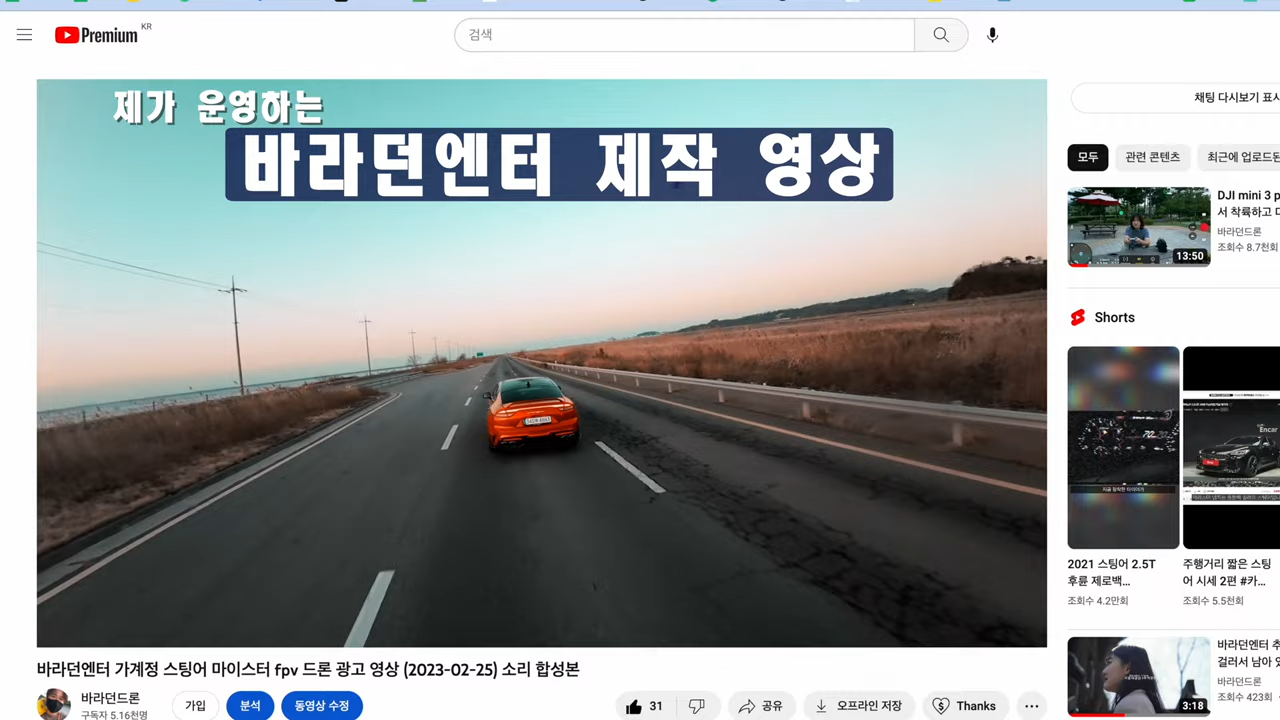 Premium KR
검색
제가 운영하는
바라던엔터 제작 영상
바라던엔터 가계정 스팅어 마이스터 fpv 드론 광고 영상 (2023-02-25) 소리 합성본
바라던드론
구독자 5.16천명
가입
분석
동영상 수정
31
공유
오프라인 저장
Thanks
채팅 다시보기 표시
모두
관련 콘텐츠
최근에 업로드된
13:50
DJI mini 3 p
서 착륙하고 다
바라던드론
조회수 8.7천회
Shorts
Encar
2021 스팅어 2.5T
후륜 제로백...
조회수 4.2만회
주행거리 짧은 스팅
어 시세 2편 #카...
조회수 5.5천회
3:18
바라던엔터 추
걸러서 남아 있
바라던드론
조회수 423회